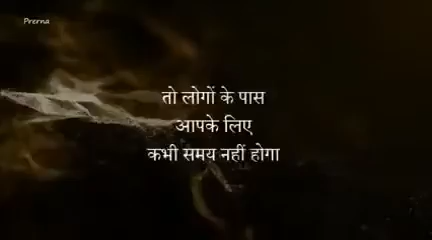 Prerna
तो लोगों के पास
आपके लिए
कभी समय नहीं होगा